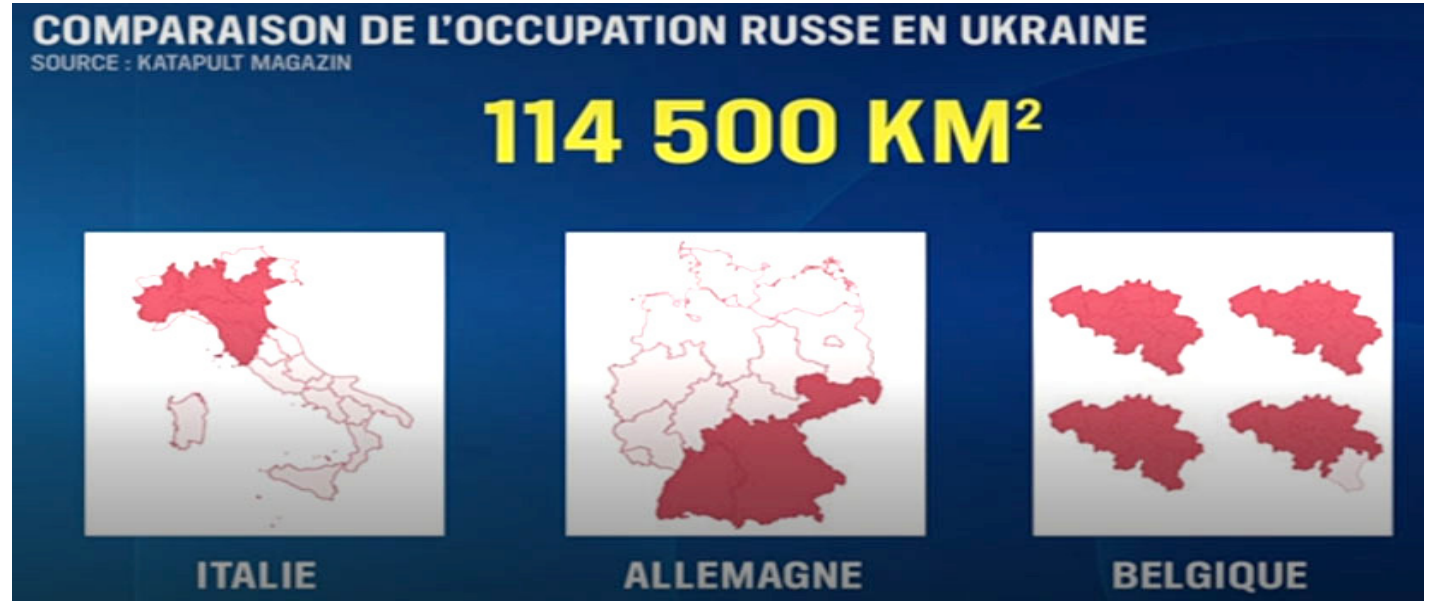 COMPARAISON DE L'OCCUPATION RUSSE EN UKRAINE
SOURCE : KATAPULT MAGAZIN
114 500 KM²
ITALIE
ALLEMAGNE
BELGIQUE